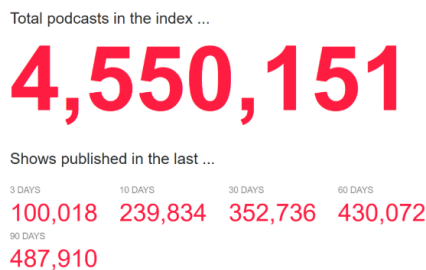 Total podcasts in the index ...
4,550,151
Shows published in the last ...
3 DAYS 10 DAYS 30 DAYS 60 DAYS
100,018 239,834 352,736 430,072
90 DAYS
487,910